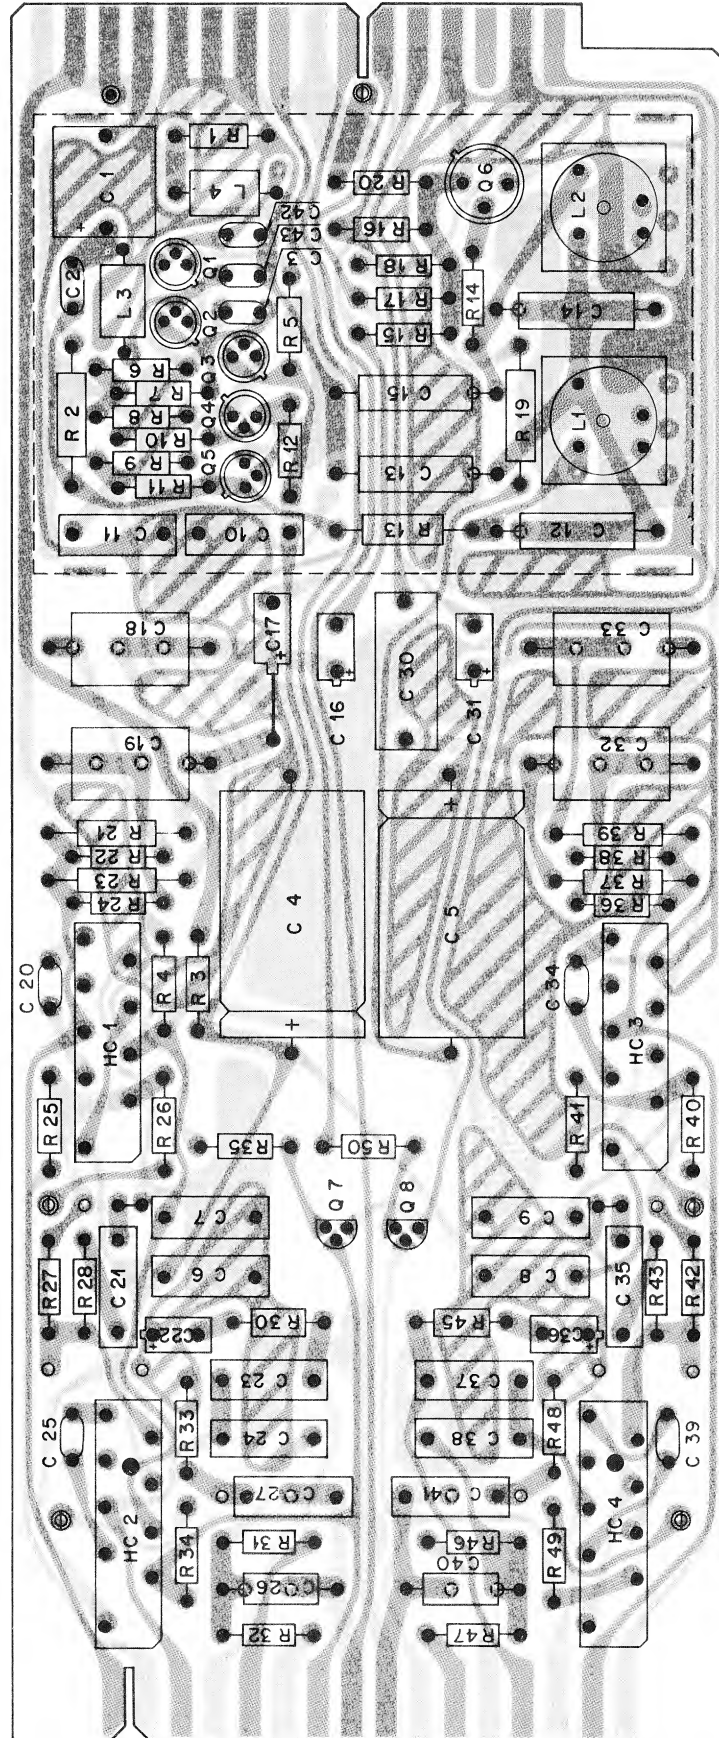 R 1
C 1
+
L 4
R 20
Q 6
L 2
C 42
C 43
C 3
R 16
R 18
Q 1
C 29
L 3
Q 2
R 5
R 17
R 14
C 14
R 15
Q 3
R 6
R 7
R 8
Q 4
R 2
R 10
R 9
Q 5
R 11
R 12
C 15
R 19
L 1
C 13
C 11
C 10
R 13
C 12
C 18
C 17
+
+
C 16
C 30
+
C 31
C 33
C 19
C 32
+
R 21
R 22
R 23
R 24
R 39
R 38
R 37
R 36
C 4
C 5
C 20
HC 1
R 4
R 3
+
C 34
HC 3
R 25
R 26
R 41
R 40
R 35
R 50
Q 7
Q 8
C 7
C 9
R 27
R 28
C 21
C 6
C 8
C 35
R 43
R 42
C 22
+
R 30
R 45
C 36
+
C 23
C 37
C 25
R 33
C 24
C 38
R 48
C 39
HC 2
C 27
C 41
HC 4
R 34
R 31
R 46
R 49
C 40
C 26
R 32
R 47